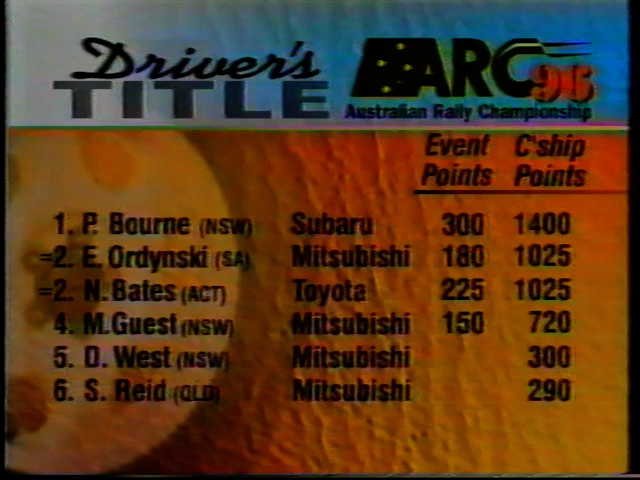 Driver's
TITLE
ARC 96
Australian Rally Championship
Event C'ship
Points Points
1. P. Bourne (NSW) Subaru 300 1400
=2. E. Ordynski (SA) Mitsubishi 180 1025
=2. N. Bates (ACT) Toyota 225 1025
4. M. Guest (NSW) Mitsubishi 150 720
5. D. West (NSW) Mitsubishi 300
6. S. Reid (QLD) Mitsubishi 290